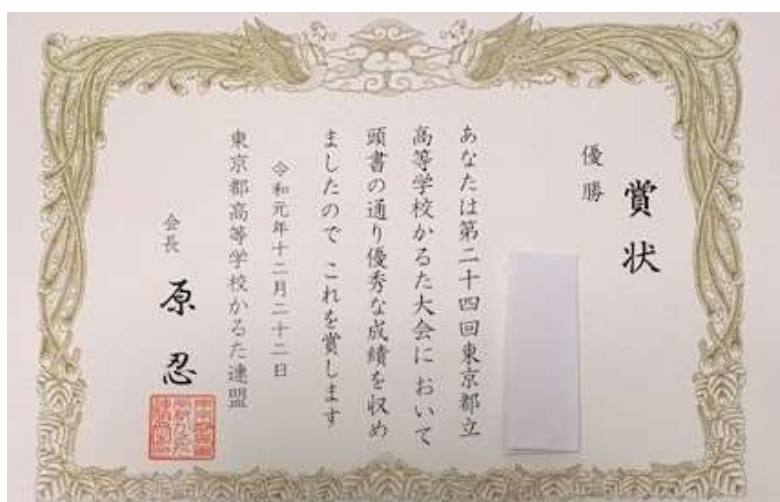 賞状
優勝
あなたは第二十四回東京都立
高等学校かるた大会において
頭書の通り優秀な成績を収め
ましたので これを賞します
令和元年十二月二十二日
東京都高等学校かるた連盟
会長 原忍